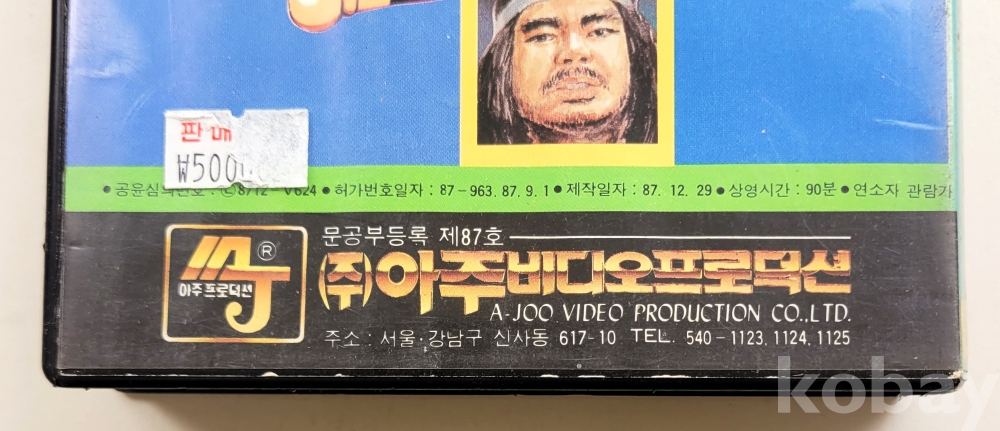 판매
₩500
●공윤심의번호 : ⓒ8712-V624 ●허가번호일자 : 87-963. 87. 9. 1 ●제작일자 : 87. 12. 29 ●상영시간 : 90분 ●연소자 관람가
문공부등록 제87호
MAJ ®
아주프로덕션
(주)아주비디오프로덕션
A-JOO VIDEO PRODUCTION CO.,LTD.
주소 : 서울·강남구 신사동 617-10 TEL. 540-1123, 1124, 1125
kobay